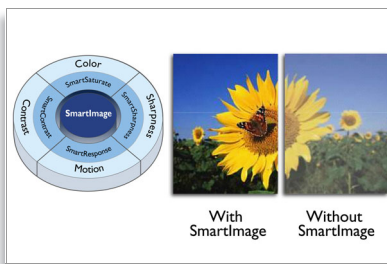 Color
SmartSaturate
Contrast
SmartContrast
SmartImage
SmartSharpness
Sharpness
SmartResponse
Motion
With
SmartImage
Without
SmartImage